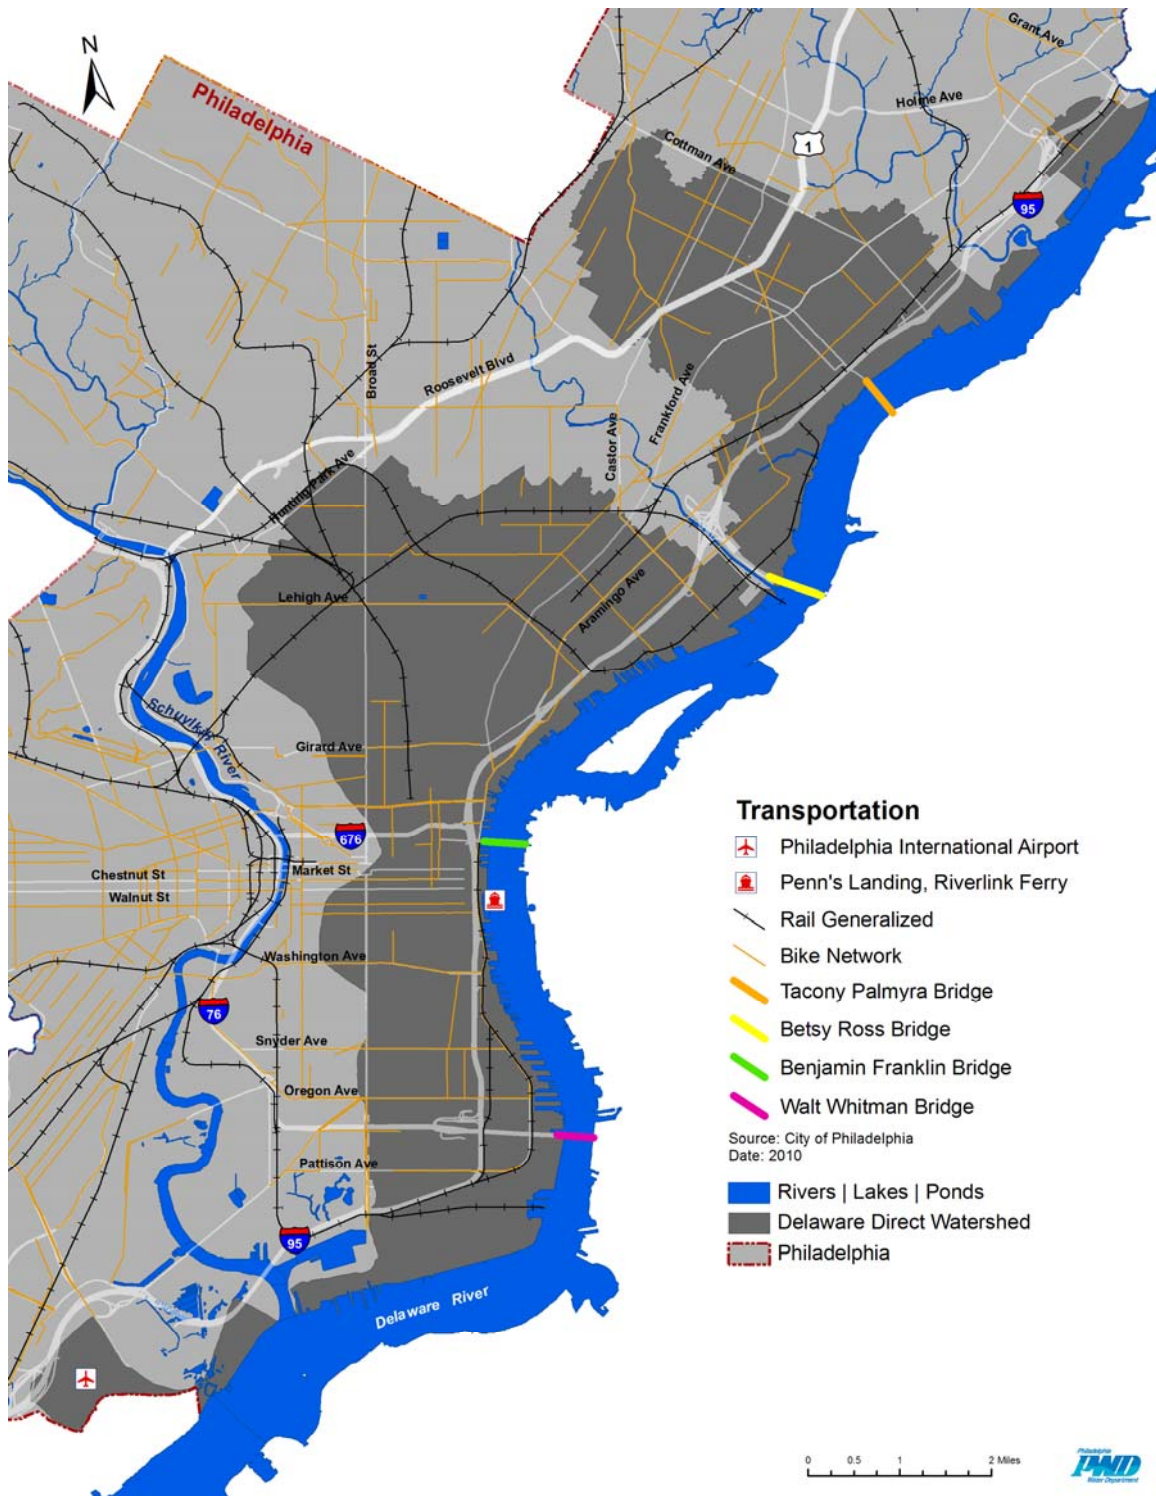 Grant Ave
N
Holme Ave
Philadelphia
1
Cottman Ave
95
Broad St
Roosevelt Blvd
Frankford Ave
Castor Ave
Hunting Park Ave
Lehigh Ave
Aramingo Ave
Schuylkill River
Girard Ave
676
Market St
Chestnut St
Walnut St
Washington Ave
76
Snyder Ave
Oregon Ave
Pattison Ave
95
Delaware River
Transportation
Philadelphia International Airport
Penn's Landing, Riverlink Ferry
Rail Generalized
Bike Network
Tacony Palmyra Bridge
Betsy Ross Bridge
Benjamin Franklin Bridge
Walt Whitman Bridge
Source: City of Philadelphia
Date: 2010
Rivers | Lakes | Ponds
Delaware Direct Watershed
Philadelphia
0 0.5 1 2 Miles
Philadelphia
PWD
Water Department